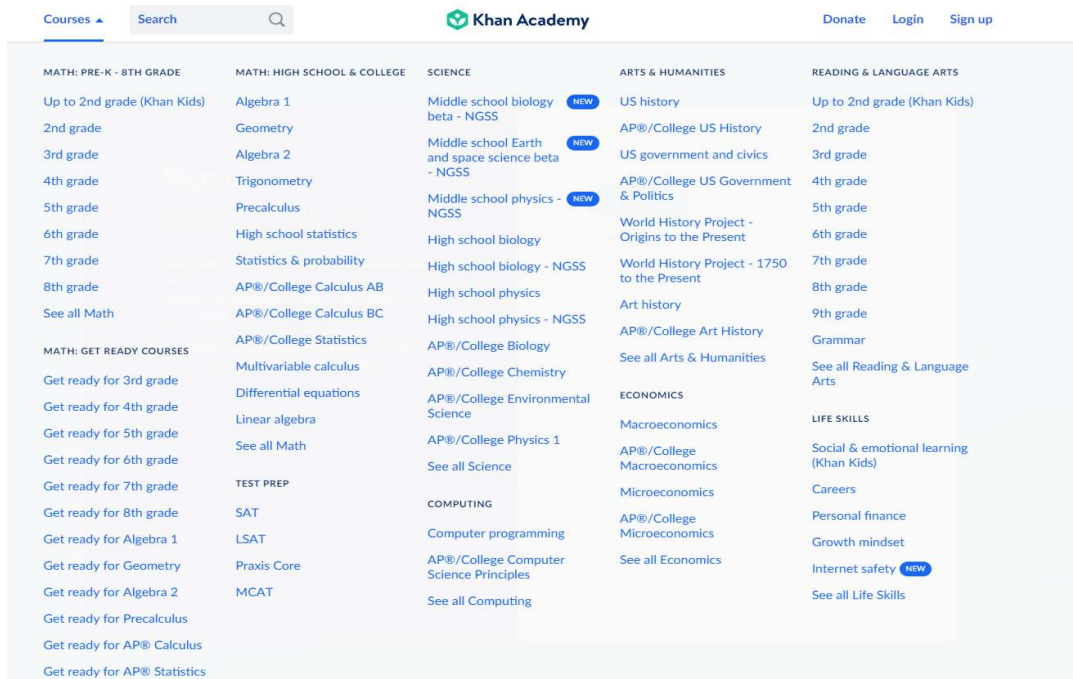 Courses
Search
Khan Academy
Donate
Login
Sign up
MATH: PRE-K - 8TH GRADE
Up to 2nd grade (Khan Kids)
2nd grade
3rd grade
4th grade
5th grade
6th grade
7th grade
8th grade
See all Math
MATH: GET READY COURSES
Get ready for 3rd grade
Get ready for 4th grade
Get ready for 5th grade
Get ready for 6th grade
Get ready for 7th grade
Get ready for 8th grade
Get ready for Algebra 1
Get ready for Geometry
Get ready for Algebra 2
Get ready for Precalculus
Get ready for AP® Calculus
Get ready for AP® Statistics
MATH: HIGH SCHOOL & COLLEGE
Algebra 1
Geometry
Algebra 2
Trigonometry
Precalculus
High school statistics
Statistics & probability
AP®/College Calculus AB
AP®/College Calculus BC
AP®/College Statistics
Multivariable calculus
Differential equations
Linear algebra
See all Math
TEST PREP
SAT
LSAT
Praxis Core
MCAT
SCIENCE
Middle school biology NEW
beta - NGSS
Middle school Earth NEW
and space science beta
- NGSS
Middle school physics - NEW
NGSS
High school biology
High school biology - NGSS
High school physics
High school physics - NGSS
AP®/College Biology
AP®/College Chemistry
AP®/College Environmental
Science
AP®/College Physics 1
See all Science
COMPUTING
Computer programming
AP®/College Computer
Science Principles
See all Computing
ARTS & HUMANITIES
US history
AP®/College US History
US government and civics
AP®/College US Government
& Politics
World History Project -
Origins to the Present
World History Project - 1750
to the Present
Art history
AP®/College Art History
See all Arts & Humanities
ECONOMICS
Macroeconomics
AP®/College
Macroeconomics
Microeconomics
AP®/College
Microeconomics
See all Economics
READING & LANGUAGE ARTS
Up to 2nd grade (Khan Kids)
2nd grade
3rd grade
4th grade
5th grade
6th grade
7th grade
8th grade
9th grade
Grammar
See all Reading & Language
Arts
LIFE SKILLS
Social & emotional learning
(Khan Kids)
Careers
Personal finance
Growth mindset
Internet safety NEW
See all Life Skills